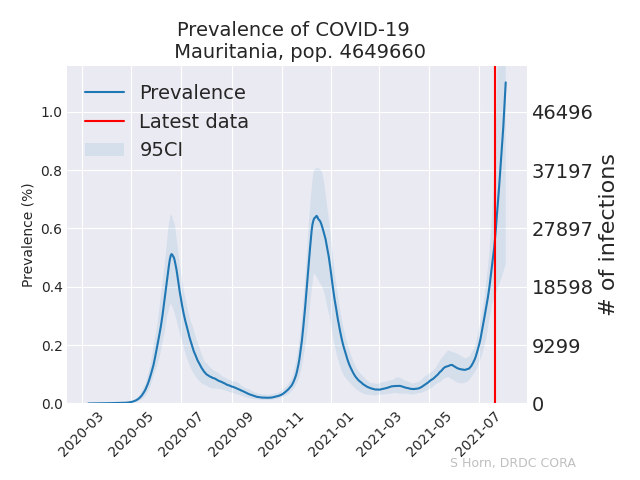 Prevalence of COVID-19
Mauritania, pop. 4649660
Prevalence
Latest data
95CI
Prevalence (%)
1.0
0.8
0.6
0.4
0.2
0.0
46496
37197
27897
18598
9299
0
# of infections
2020-03
2020-05
2020-07
2020-09
2020-11
2021-01
2021-03
2021-05
2021-07
S Horn, DRDC CORA